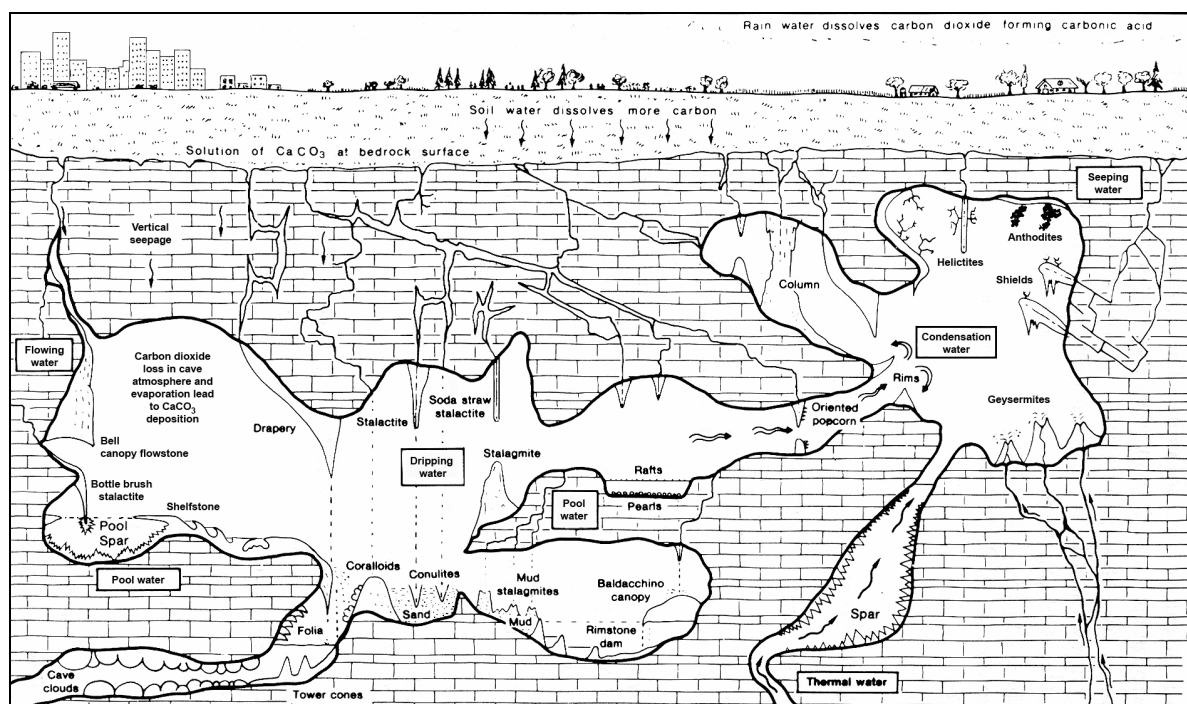 Rain water dissolves carbon dioxide forming carbonic acid
Soil water dissolves more carbon
Solution of CaCO₃ at bedrock surface
Seeping
water
Vertical
seepage
Anthodites
Helictites
Shields
Column
Flowing
water
Carbon dioxide
loss in cave
atmosphere and
evaporation lead
to CaCO₃
deposition
Condensation
water
Rims
Soda straw
stalactite
Oriented
popcorn
Geysermites
Drapery
Stalactite
Bell
canopy flowstone
Dripping
water
Stalagmite
Rafts
Bottle brush
stalactite
Pearls
Shelfstone
Pool
water
Pool
Spar
Pool water
Coralloids
Conulites
Mud
stalagmites
Baldacchino
canopy
Sand
Mud
Spar
Folia
Rimstone
dam
Cave
clouds
Thermal water
Tower cones